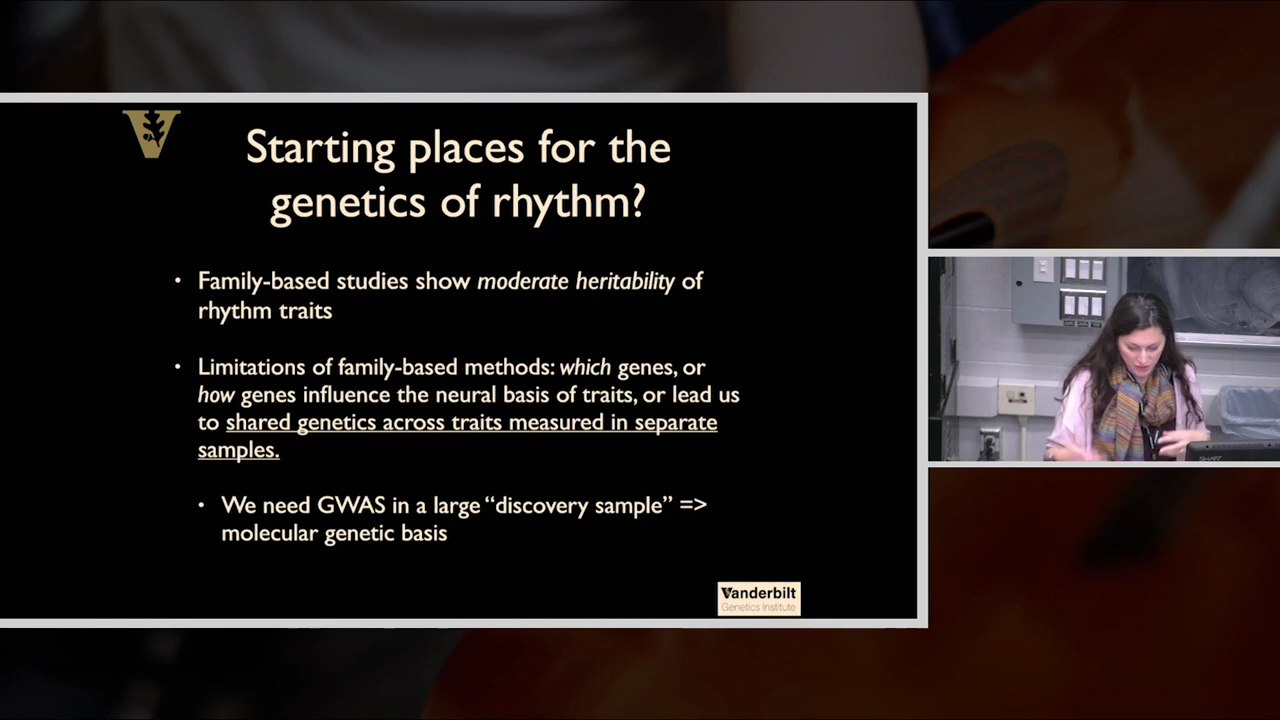 Starting places for the
genetics of rhythm?
• Family-based studies show moderate heritability of
rhythm traits
• Limitations of family-based methods: which genes, or
how genes influence the neural basis of traits, or lead us
to shared genetics across traits measured in separate
samples.
• We need GWAS in a large “discovery sample” =>
molecular genetic basis
Vanderbilt
Genetics Institute
SMART